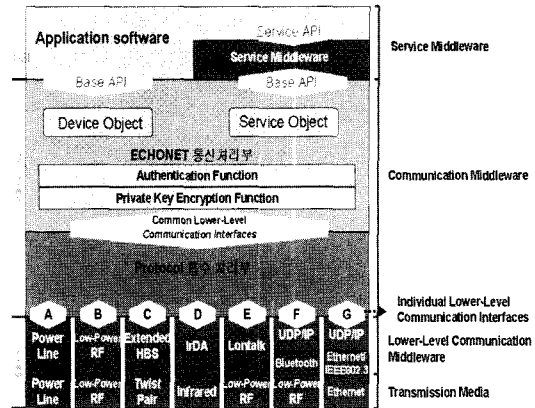 Application software
Service API
Service Middleware
Service Middleware
Base API
Base API
Device Object
Service Object
ECHONET 통신처리부
Authentication Function
Private Key Encryption Function
Communication Middleware
Common Lower-Level
Communication Interfaces
Protocol 흡수 처리부
A
B
C
D
E
F
G
Individual Lower-Level
Communication Interfaces
Power
Line
Low-Power
RF
Extended
HBS
IrDA
Lontalk
UDP/IP
Bluetooth
UDP/IP
Ethernet/
IEEE802.3
Lower-Level Communication
Middleware
Power
Line
Low-Power
RF
Twist
Pair
Infrared
Low-Power
RF
Low-Power
RF
Ethernet
Transmission Media